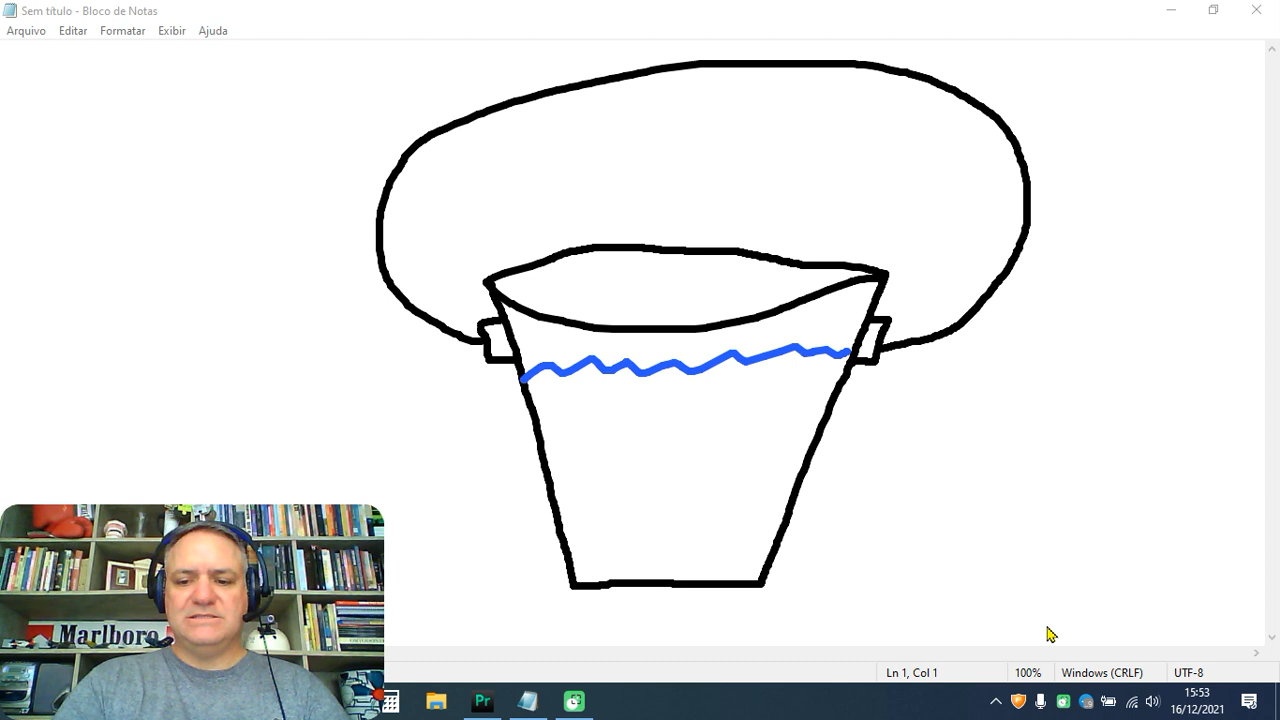 Sem título - Bloco de Notas
Arquivo Editar Formatar Exibir Ajuda
Marlboro
Ln 1, Col 1 100% Windows (CRLF) UTF-8
Pr 15:53
16/12/2021